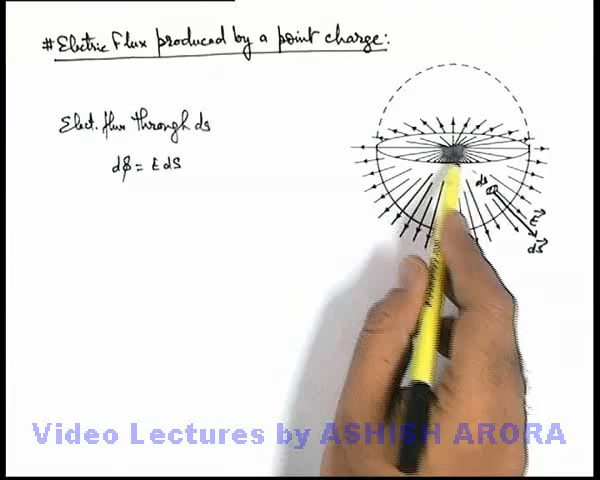 # Electric Flux produced by a point charge:
Elect. flux through ds
dφ = E dS
ds
E⃗
dS⃗
Video Lectures by ASHISH ARORA